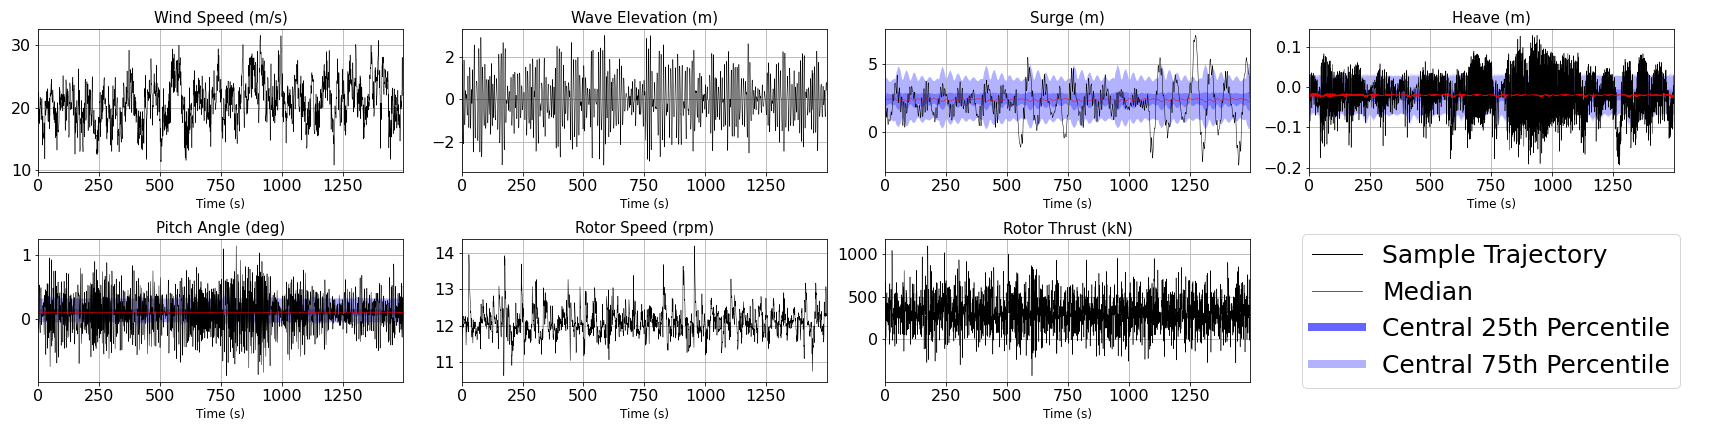 Wind Speed (m/s)
30
20
10
0 250 500 750 1000 1250
Time (s)
Wave Elevation (m)
2
0
−2
0 250 500 750 1000 1250
Time (s)
Surge (m)
5
0
0 250 500 750 1000 1250
Time (s)
Heave (m)
0.1
0.0
−0.1
−0.2
0 250 500 750 1000 1250
Time (s)
Pitch Angle (deg)
1
0
0 250 500 750 1000 1250
Time (s)
Rotor Speed (rpm)
14
13
12
11
0 250 500 750 1000 1250
Time (s)
Rotor Thrust (kN)
1000
500
0
0 250 500 750 1000 1250
Time (s)
Sample Trajectory
Median
Central 25th Percentile
Central 75th Percentile